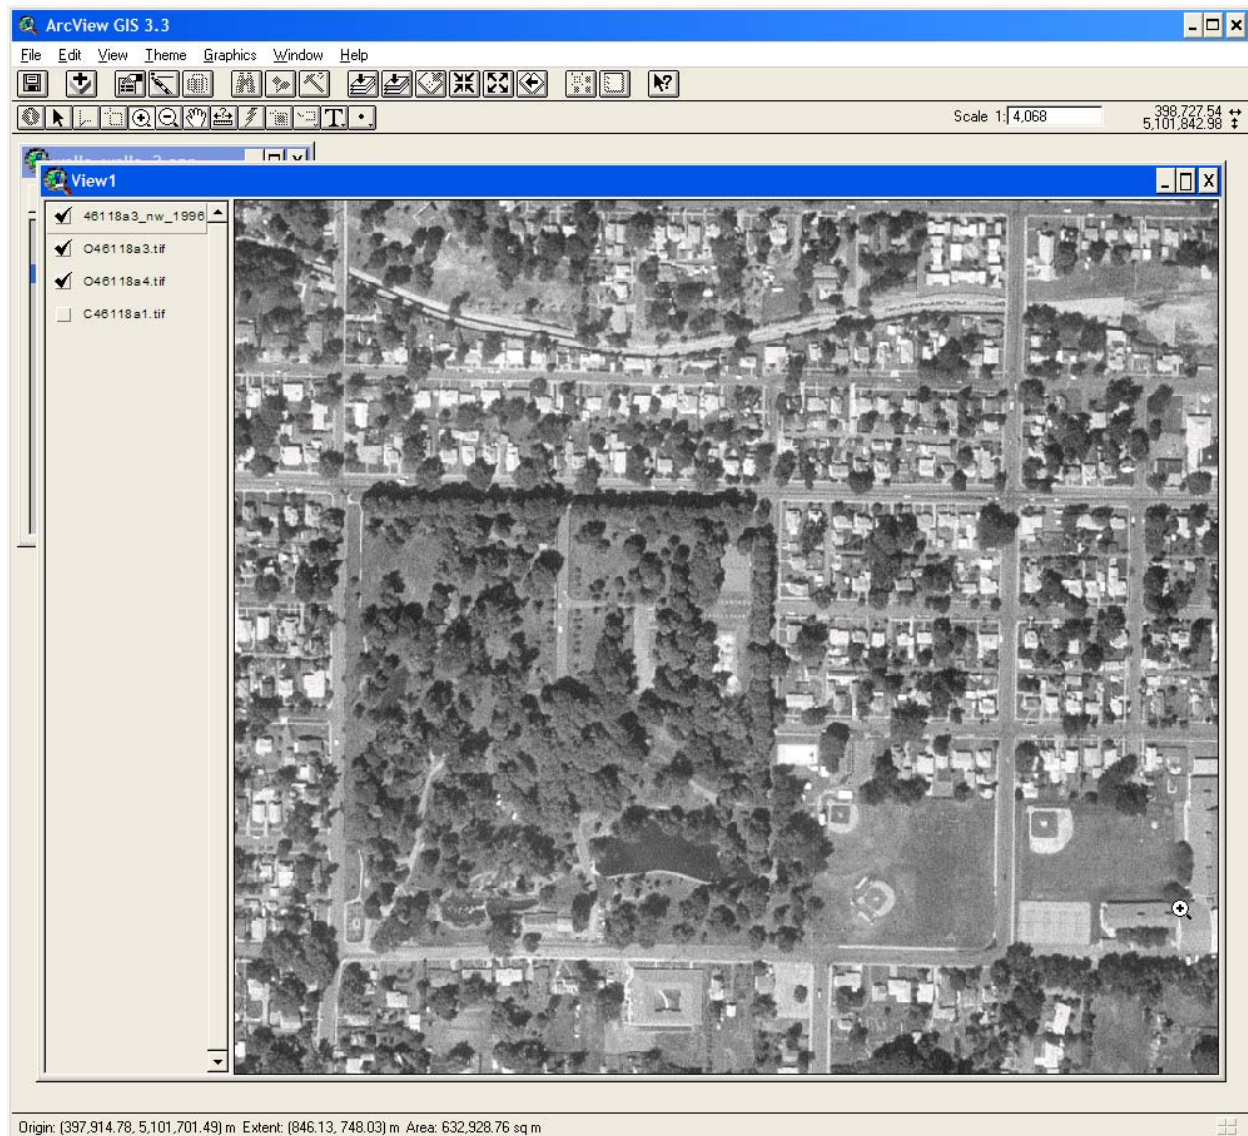 ArcView GIS 3.3
File Edit View Theme Graphics Window Help
Scale 1: 4,068
398,727.54
5,101,842.98
View1
46118a3_nw_1996
O46118a3.tif
O46118a4.tif
C46118a1.tif
Origin: (397,914.78, 5,101,701.49) m Extent: (846.13, 748.03) m Area: 632,928.76 sq m